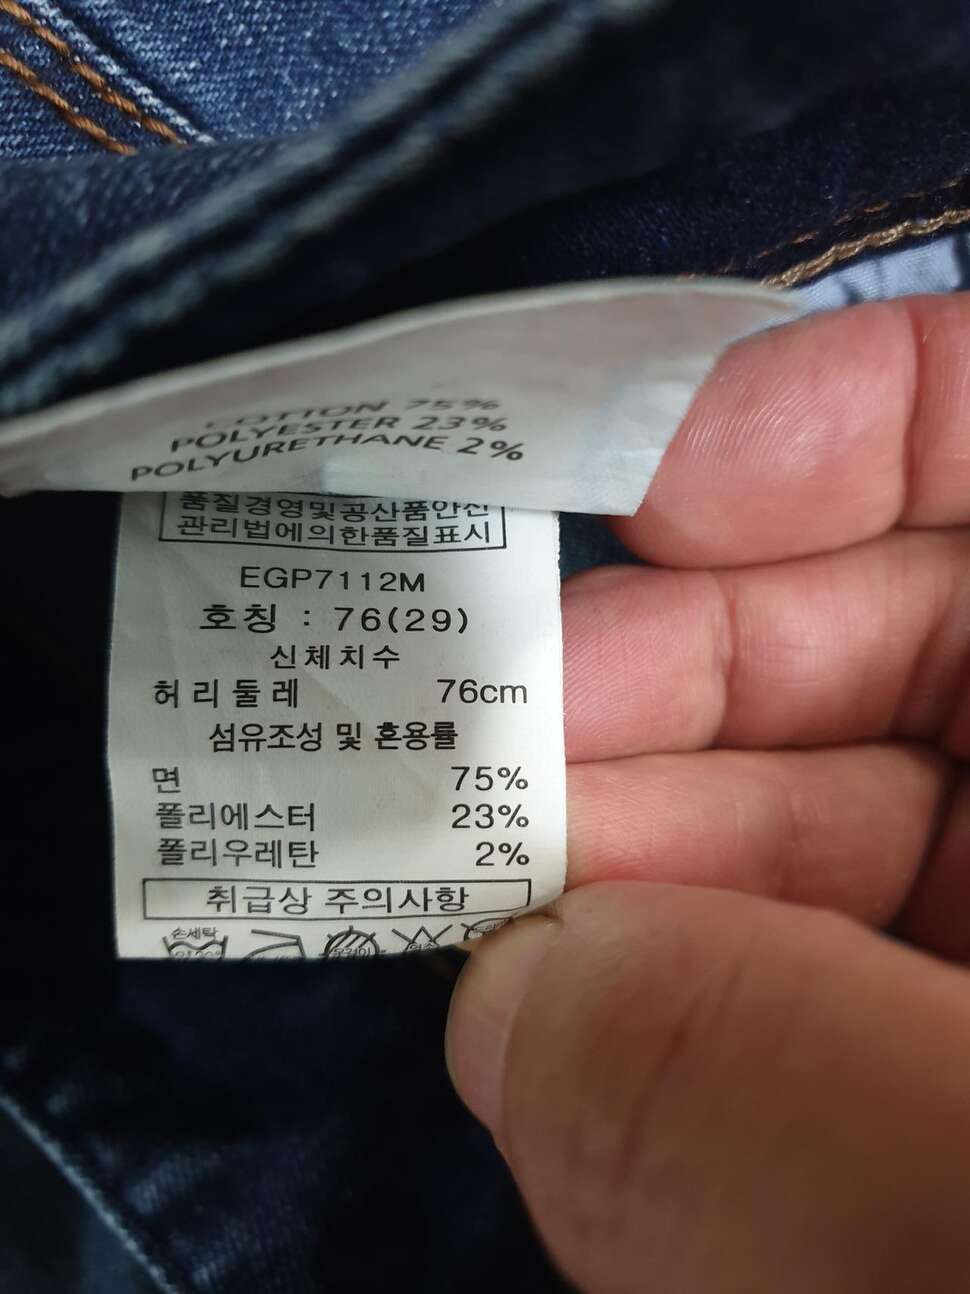 COTTON 75%
POLYESTER 23%
POLYURETHANE 2%
품질경영및공산품안전
관리법에의한품질표시
EGP7112M
호칭 : 76(29)
신체치수
허리둘레 76cm
섬유조성 및 혼용률
면 75%
폴리에스터 23%
폴리우레탄 2%
취급상 주의사항
손세탁